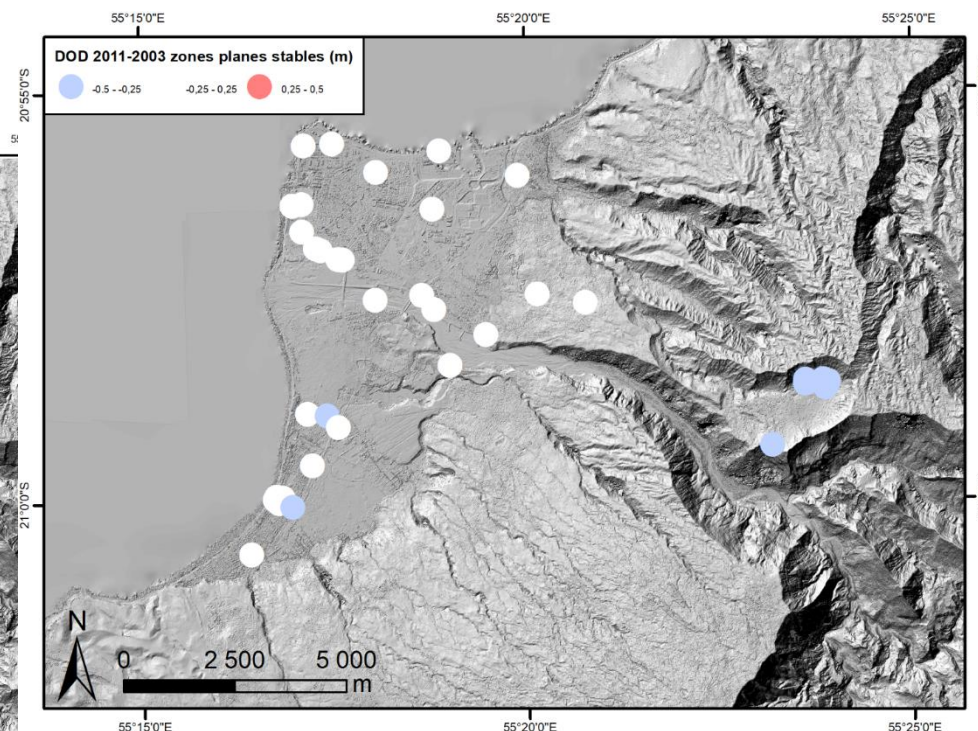 55°15'0"E 55°20'0"E 55°25'0"E
DOD 2011-2003 zones planes stables (m)
-0.5 - -0,25 -0,25 - 0,25 0,25 - 0,5
20°55'0"S
21°0'0"S
N
0 2 500 5 000
m
55°15'0"E 55°20'0"E 55°25'0"E